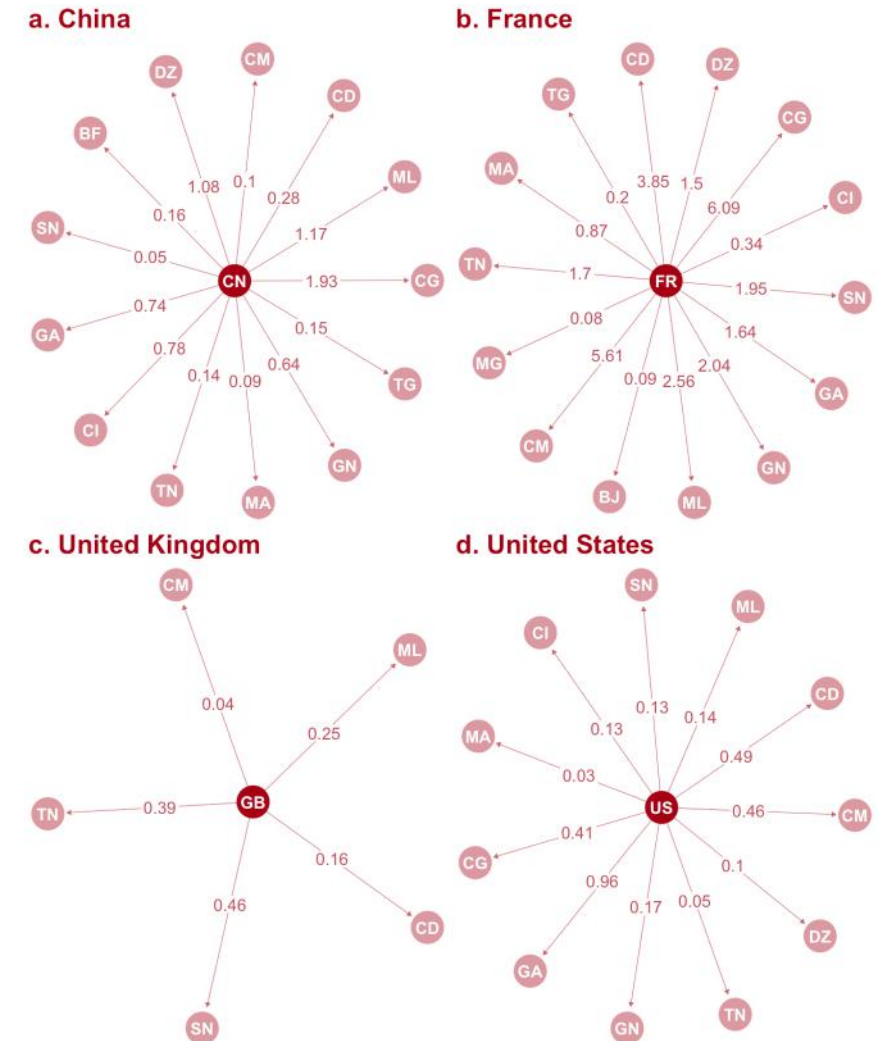 a. China
b. France
CM
DZ
CD
BF
ML
1.08
0.1
0.28
0.16
1.17
SN
0.05
CN
1.93
CG
0.74
GA
0.15
0.78
0.64
0.14
0.09
TG
CI
GN
TN
MA
CD
DZ
TG
CG
MA
3.85
1.5
0.2
6.09
CI
0.87
0.34
TN
1.7
FR
1.95
SN
0.08
1.64
MG
5.61
2.04
0.09
2.56
GA
CM
GN
BJ
ML
c. United Kingdom
d. United States
CM
ML
0.04
0.25
GB
TN
0.39
0.16
0.46
CD
SN
SN
ML
CI
CD
0.13
0.14
0.13
MA
0.49
0.03
US
0.46
CM
0.41
CG
0.1
0.96
0.17
0.05
DZ
GA
TN
GN